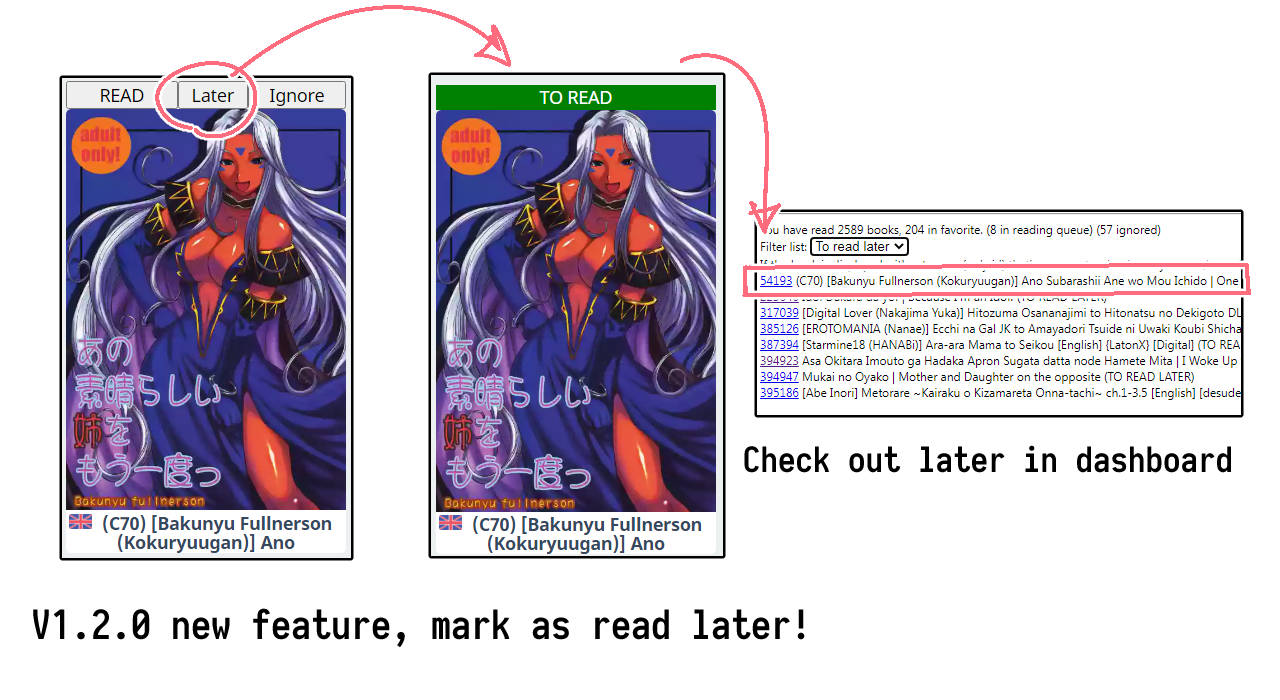 READ Later Ignore
adult only!
あの
素晴らしい
姉を
もう一度っ
Bakunyu fullnerson
(C70) [Bakunyu Fullnerson
(Kokuryuugan)] Ano
TO READ
adult only!
あの
素晴らしい
姉を
もう一度っ
Bakunyu fullnerson
(C70) [Bakunyu Fullnerson
(Kokuryuugan)] Ano
You have read 2589 books, 204 in favorite. (8 in reading queue) (57 ignored)
Filter list: To read later
54193 (C70) [Bakunyu Fullnerson (Kokuryuugan)] Ano Subarashii Ane wo Mou Ichido | One
(TO READ LATER)
317039 [Digital Lover (Nakajima Yuka)] Hitozuma Osananajimi to Hitonatsu no Dekigoto DL
385126 [EROTOMANIA (Nanae)] Ecchi na Gal JK to Amayadori Tsuide ni Uwaki Koubi Shicha
387394 [Starmine18 (HANABi)] Ara-ara Mama to Seikou [English] {LatonX} [Digital] (TO REA
394923 Asa Okitara Imouto ga Hadaka Apron Sugata datta node Hamete Mita | I Woke Up
394947 Mukai no Oyako | Mother and Daughter on the opposite (TO READ LATER)
395186 [Abe Inori] Metorare ~Kairaku o Kizamareta Onna-tachi~ ch.1-3.5 [English] [desude
Check out later in dashboard
V1.2.0 new feature, mark as read later!